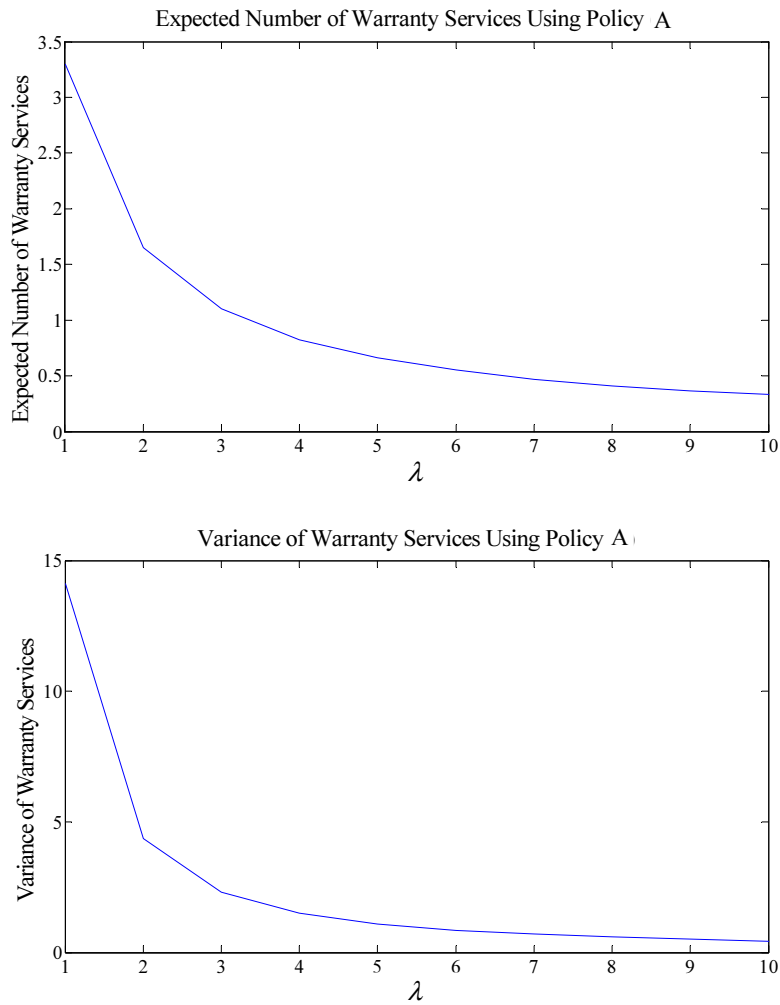 Expected Number of Warranty Services Using Policy A
3.5
3
2.5
2
1.5
1
0.5
0
Expected Number of Warranty Services
1 2 3 4 5 6 7 8 9 10
λ
Variance of Warranty Services Using Policy A
15
10
5
0
Variance of Warranty Services
1 2 3 4 5 6 7 8 9 10
λ